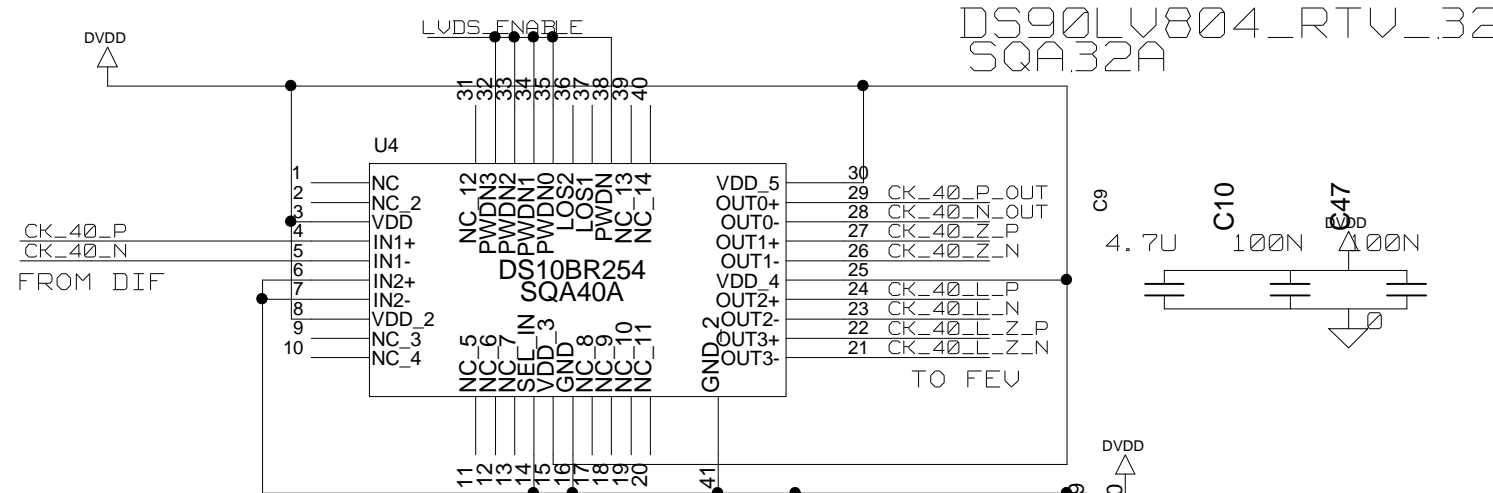 LVDS_ENABLE
DS90LV804_RTV_32
SQA32A
DVDD
31 32 33 34 35 36 37 38 39 40
U4
1 NC
2 NC_2
3 VDD
4 IN1+
5 IN1-
6 IN2+
7 IN2-
8 VDD_2
9 NC_3
10 NC_4
CK_40_P
CK_40_N
FROM DIF
NC_12 PWDN3 PWDN2 PWDN1 PWDN0 LOS2 LOS1 PWDN NC_13 NC_14
DS10BR254
SQA40A
NC_5 NC_6 NC_7 SEL_IN VDD_3 GND NC_8 NC_9 NC_10 NC_11 GND_2
11 12 13 14 15 16 17 18 19 20 41
VDD_5 30
OUT0+ 29 CK_40_P_OUT
OUT0- 28 CK_40_N_OUT
OUT1+ 27 CK_40_Z_P
OUT1- 26 CK_40_Z_N
VDD_4 25
OUT2+ 24 CK_40_L_P
OUT2- 23 CK_40_L_N
OUT3+ 22 CK_40_L_Z_P
OUT3- 21 CK_40_L_Z_N
TO FEV
C9 C10 C47
DVDD
4.7U 100N 100N
0
DVDD